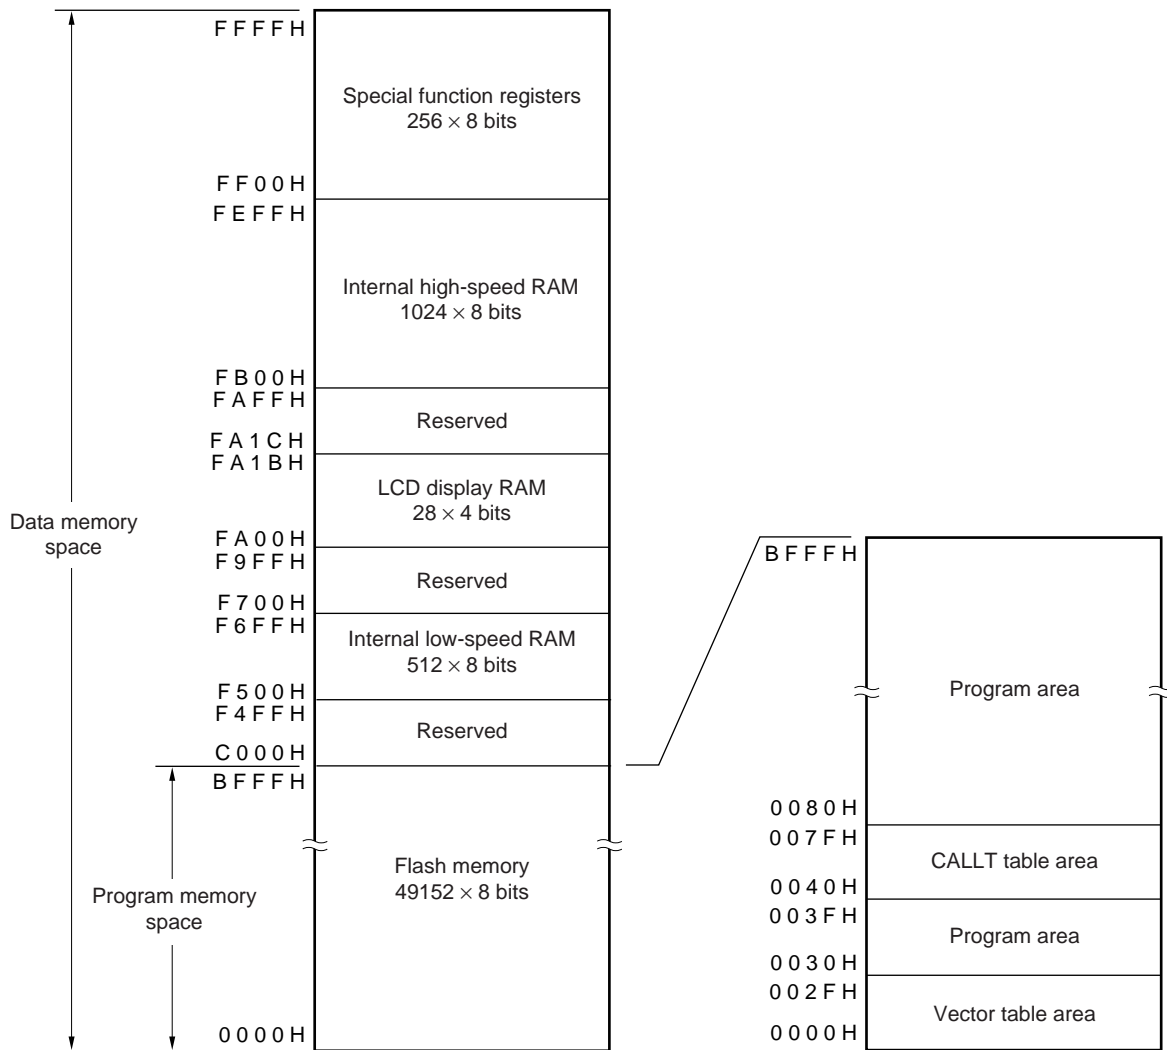 FFFFH
Special function registers
256 × 8 bits
FF00H
FEFFH
Internal high-speed RAM
1024 × 8 bits
FB00H
FAFFH
Reserved
FA1CH
FA1BH
LCD display RAM
28 × 4 bits
Data memory
space
FA00H
F9FFH
Reserved
F700H
F6FFH
Internal low-speed RAM
512 × 8 bits
F500H
F4FFH
Reserved
C000H
BFFFH
Flash memory
49152 × 8 bits
Program memory
space
0000H
BFFFH
Program area
0080H
007FH
CALLT table area
0040H
003FH
Program area
0030H
002FH
Vector table area
0000H